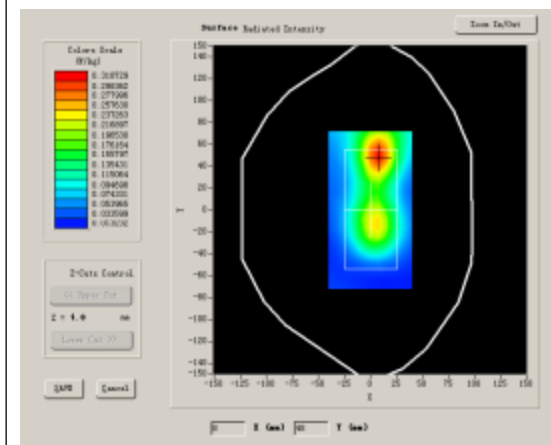 Surface Radiated Intensity
Zoom In/Out
Colors Scale
(W/kg)
0.318729
0.298362
0.277996
0.257630
0.237263
0.216897
0.196530
0.176164
0.155797
0.135431
0.115064
0.094698
0.074331
0.053965
0.033598
150
140
100
80
60
40
20
0
-20
-40
-60
-80
-100
-120
-140
-150
Y
-150 -125 -100 -75 -50 -25 0 25 50 75 100 125 150
X
Z-Cuts Control
Upper Cut
Z = 4.0 mm
Lower Cut >>
SAVE Cancel
X (mm) Y (mm)